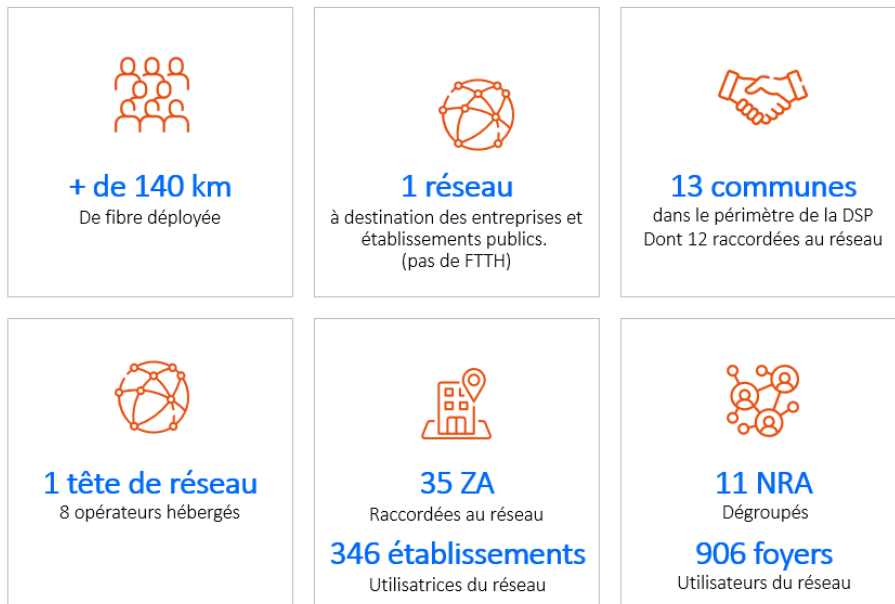 + de 140 km
De fibre déployée
1 réseau
à destination des entreprises et
établissements publics.
(pas de FTTH)
13 communes
dans le périmètre de la DSP
Dont 12 raccordées au réseau
1 tête de réseau
8 opérateurs hébergés
35 ZA
Raccordées au réseau
346 établissements
Utilisatrices du réseau
11 NRA
Dégroupés
906 foyers
Utilisateurs du réseau